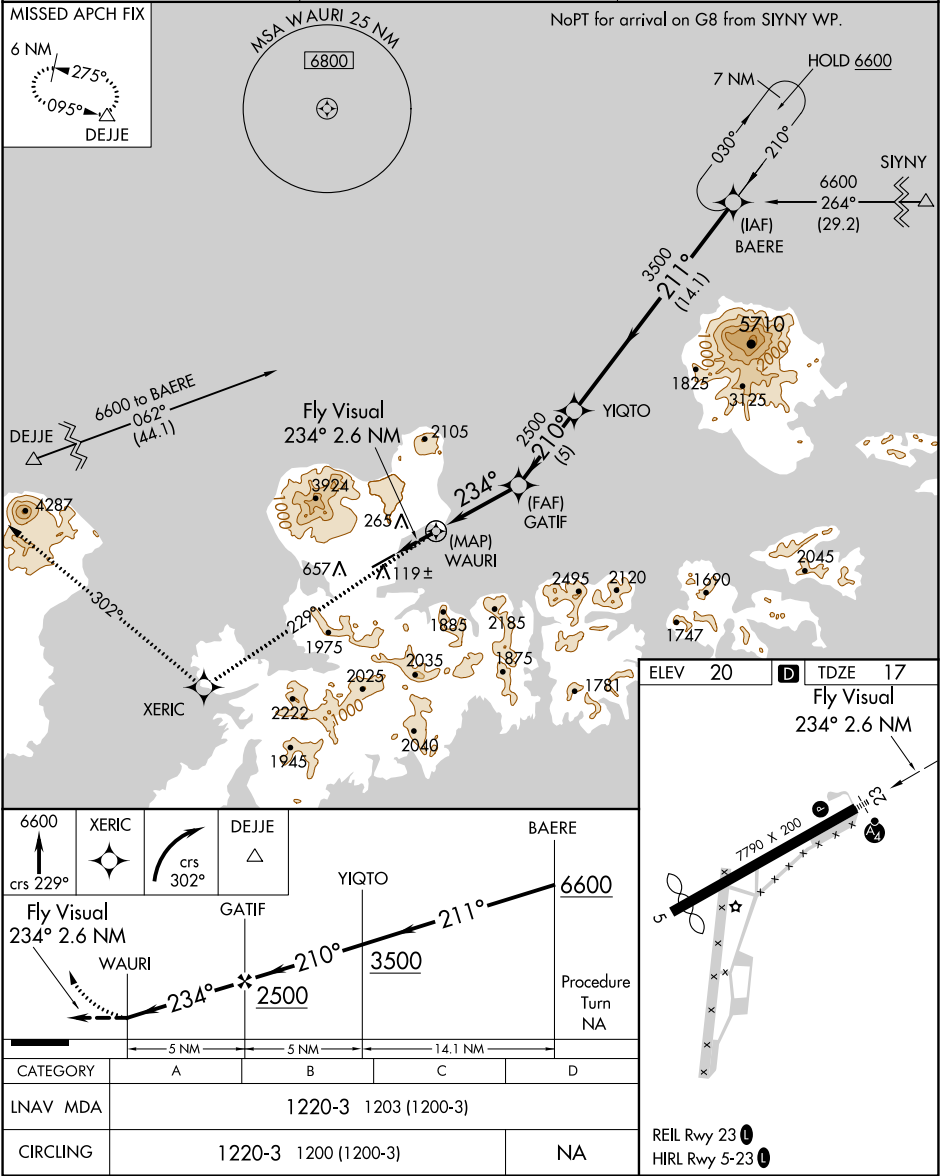 MISSED APCH FIX
6 NM
275°
095°
DEJJE
MSA WAURI 25 NM
6800
NoPT for arrival on G8 from SIYNY WP.
HOLD 6600
7 NM
030°
210°
SIYNY
6600
264°
(29.2)
(IAF)
BAERE
3500
211°
(14.1)
5710
1000
2000
1825
3125
6600 to BAERE
062°
(44.1)
DEJJE
Fly Visual
234° 2.6 NM
2105
YIQTO
2500
210°
(5)
234°
(FAF)
GATIF
3924
4287
265
(MAP)
WAURI
657
119±
302°
229°
2045
2495
2120
1690
1885
2185
1747
1975
2035
1875
2025
1781
XERIC
2222
1000
2040
1945
ELEV 20
D
TDZE 17
Fly Visual
234° 2.6 NM
23
P
7790 X 200
A4
5
REIL Rwy 23 L
HIRL Rwy 5-23 L
6600
crs 229°
XERIC
crs
302°
DEJJE
BAERE
YIQTO
6600
GATIF
211°
Fly Visual
234° 2.6 NM
210°
3500
WAURI
234°
2500
Procedure
Turn
NA
5 NM
5 NM
14.1 NM
CATEGORY A B C D
LNAV MDA 1220-3 1203 (1200-3)
CIRCLING 1220-3 1200 (1200-3) NA